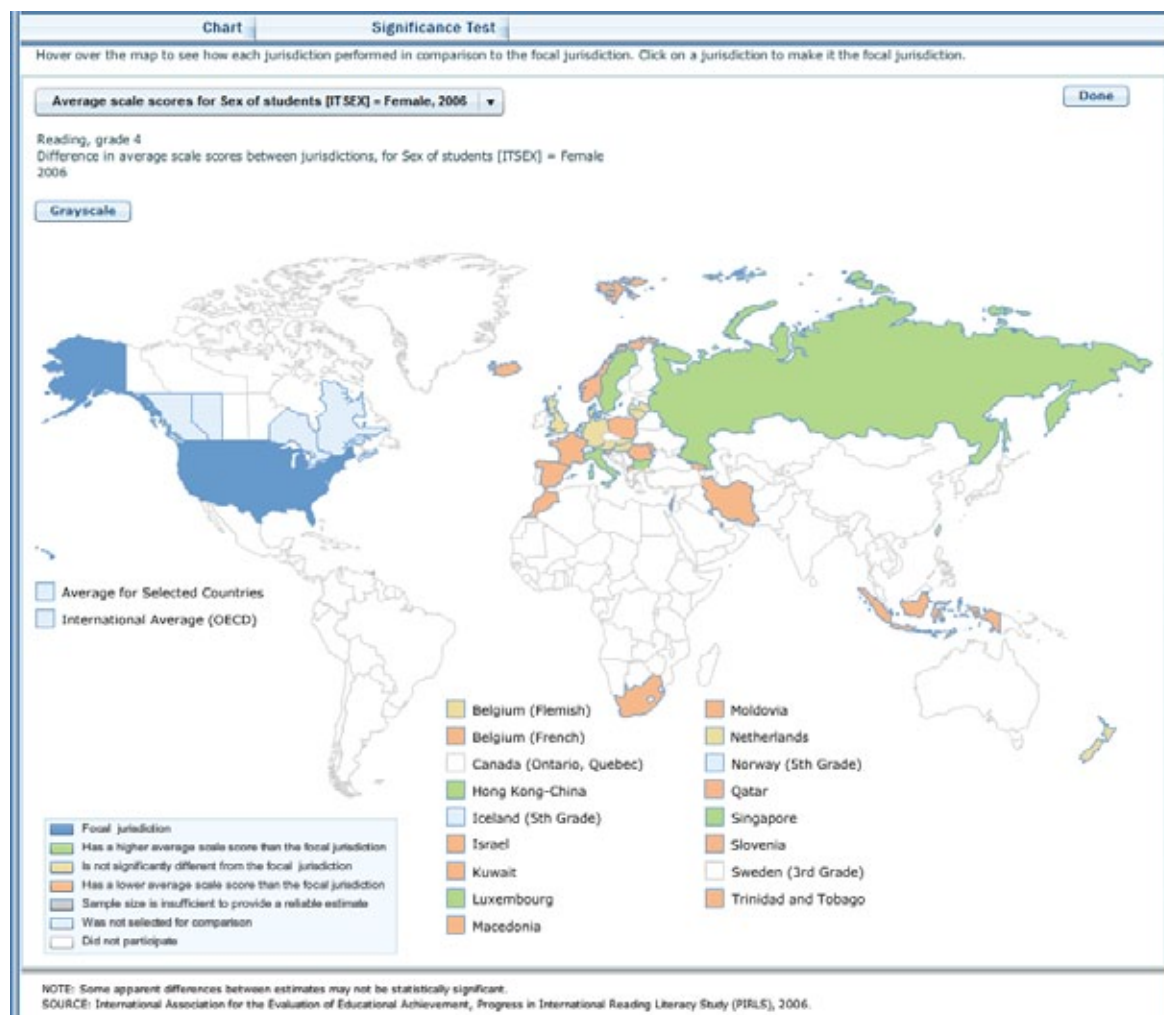 Chart
Significance Test
Hover over the map to see how each jurisdiction performed in comparison to the focal jurisdiction. Click on a jurisdiction to make it the focal jurisdiction.
Average scale scores for Sex of students [ITSEX] = Female, 2006
Done
Reading, grade 4
Difference in average scale scores between jurisdictions, for Sex of students [ITSEX] = Female
2006
Grayscale
Average for Selected Countries
International Average (OECD)
Belgium (Flemish)
Belgium (French)
Canada (Ontario, Quebec)
Hong Kong-China
Iceland (5th Grade)
Israel
Kuwait
Luxembourg
Macedonia
Moldovia
Netherlands
Norway (5th Grade)
Qatar
Singapore
Slovenia
Sweden (3rd Grade)
Trinidad and Tobago
Focal jurisdiction
Has a higher average scale score than the focal jurisdiction
Is not significantly different from the focal jurisdiction
Has a lower average scale score than the focal jurisdiction
Sample size is insufficient to provide a reliable estimate
Was not selected for comparison
Did not participate
NOTE: Some apparent differences between estimates may not be statistically significant.
SOURCE: International Association for the Evaluation of Educational Achievement, Progress in International Reading Literacy Study (PIRLS), 2006.